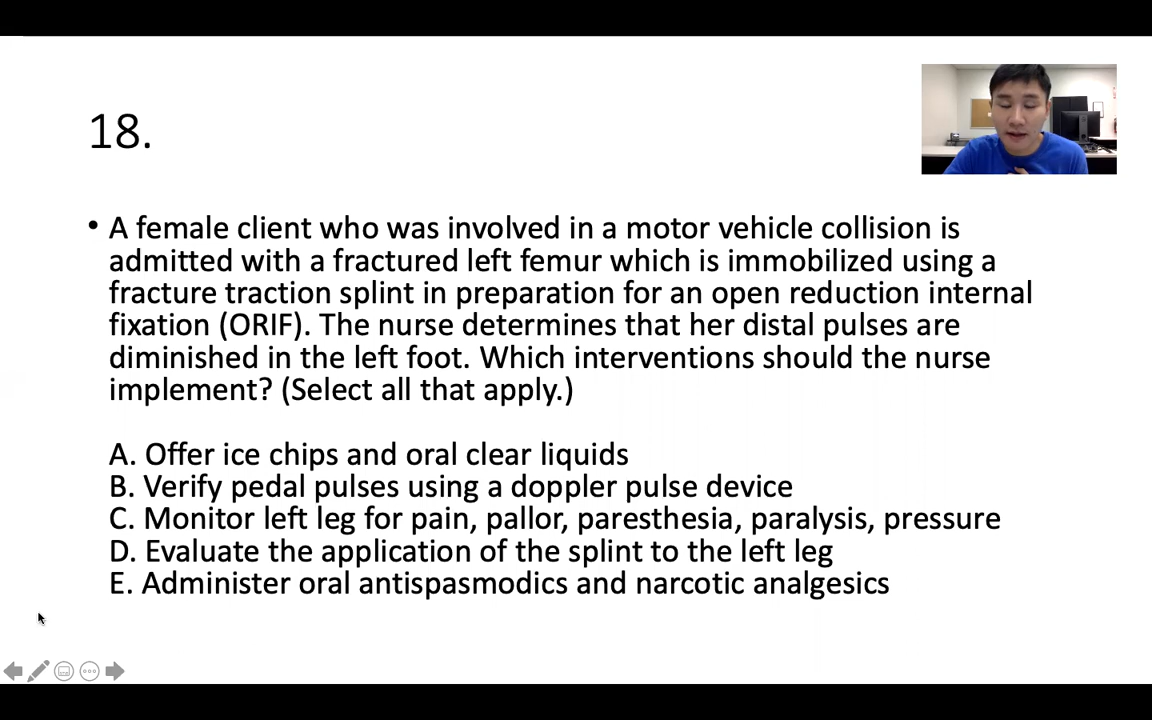 18.
• A female client who was involved in a motor vehicle collision is
admitted with a fractured left femur which is immobilized using a
fracture traction splint in preparation for an open reduction internal
fixation (ORIF). The nurse determines that her distal pulses are
diminished in the left foot. Which interventions should the nurse
implement? (Select all that apply.)
A. Offer ice chips and oral clear liquids
B. Verify pedal pulses using a doppler pulse device
C. Monitor left leg for pain, pallor, paresthesia, paralysis, pressure
D. Evaluate the application of the splint to the left leg
E. Administer oral antispasmodics and narcotic analgesics